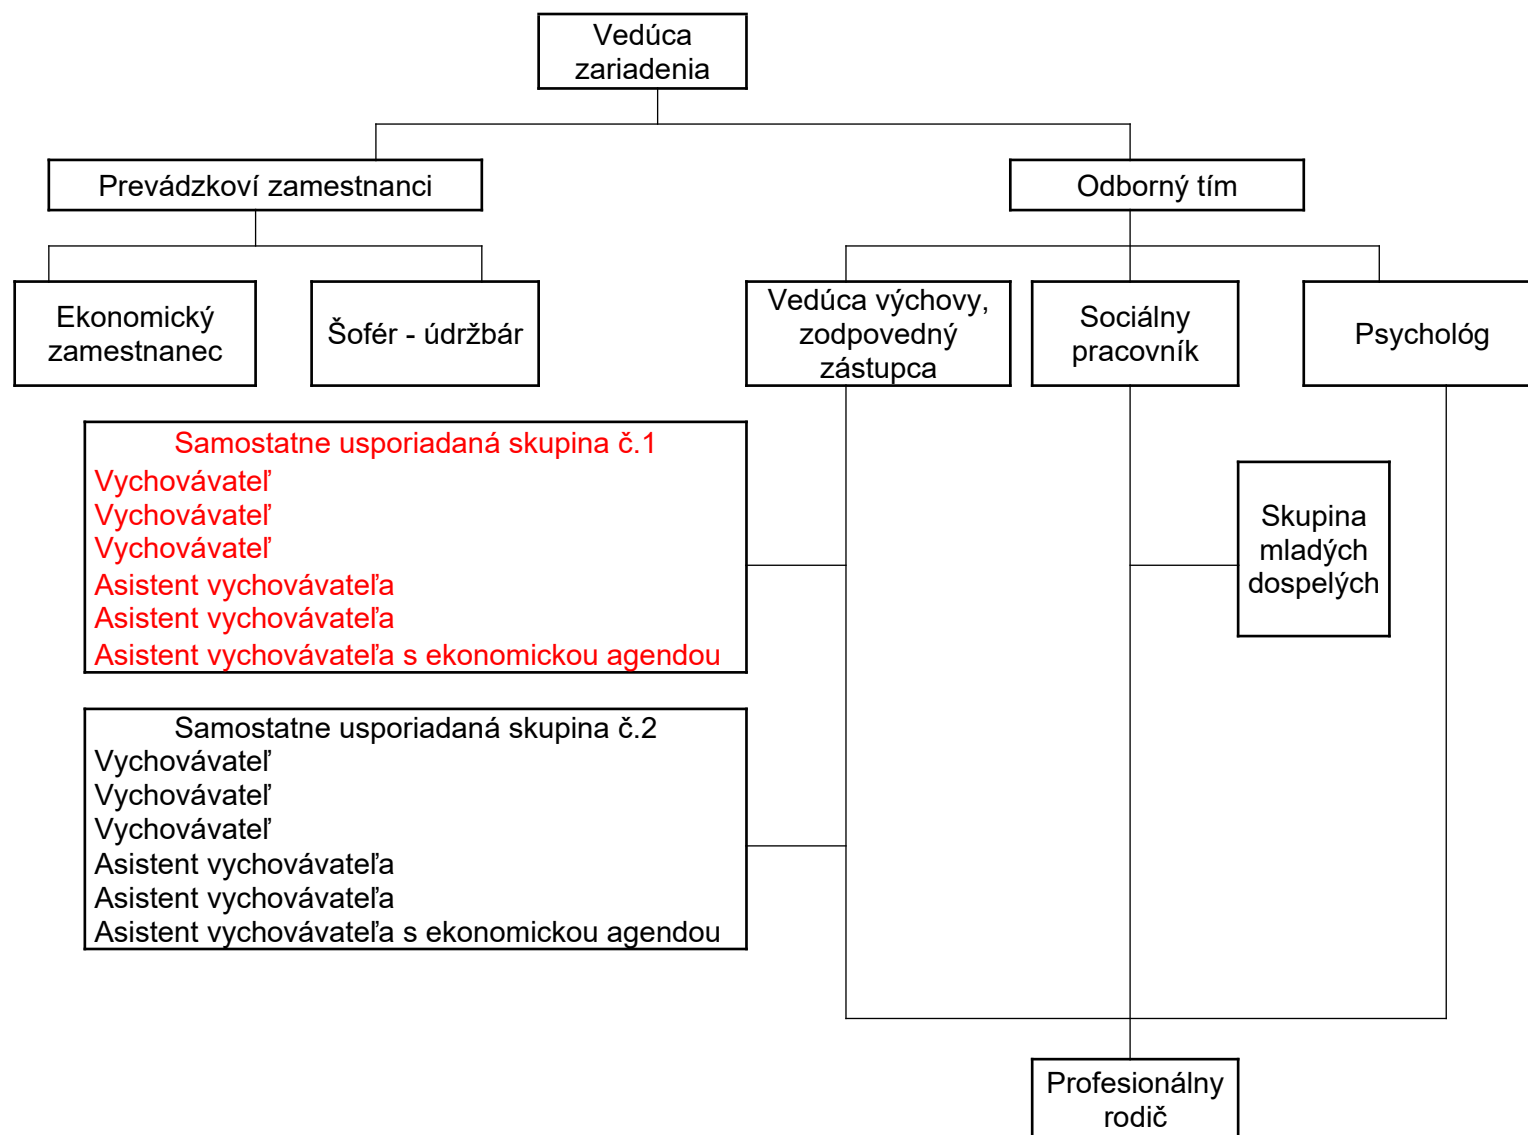 Vedúca
zariadenia
Prevádzkoví zamestnanci
Odborný tím
Ekonomický
zamestnanec
Šofér - údržbár
Vedúca výchovy,
zodpovedný
zástupca
Sociálny
pracovník
Psychológ
Samostatne usporiadaná skupina č.1
Vychovávateľ
Vychovávateľ
Vychovávateľ
Asistent vychovávateľa
Asistent vychovávateľa
Asistent vychovávateľa s ekonomickou agendou
Skupina
mladých
dospelých
Samostatne usporiadaná skupina č.2
Vychovávateľ
Vychovávateľ
Vychovávateľ
Asistent vychovávateľa
Asistent vychovávateľa
Asistent vychovávateľa s ekonomickou agendou
Profesionálny
rodič